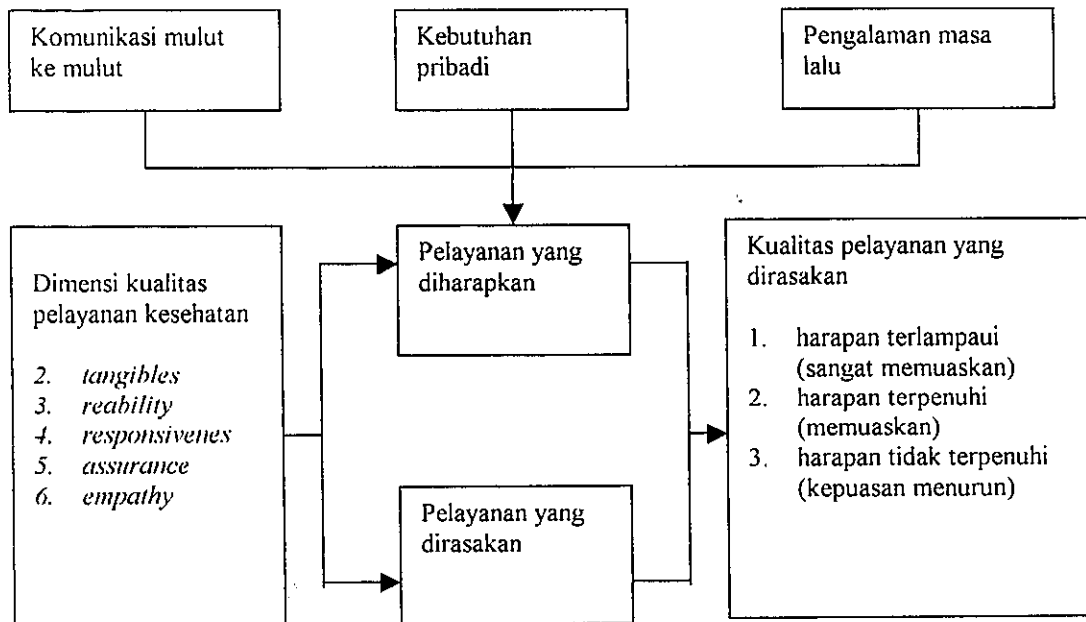 Komunikasi mulut
ke mulut
Kebutuhan
pribadi
Pengalaman masa
lalu
Dimensi kualitas
pelayanan kesehatan
2. tangibles
3. reability
4. responsivenes
5. assurance
6. empathy
Pelayanan yang
diharapkan
Pelayanan yang
dirasakan
Kualitas pelayanan yang
dirasakan
1. harapan terlampaui
(sangat memuaskan)
2. harapan terpenuhi
(memuaskan)
3. harapan tidak terpenuhi
(kepuasan menurun)